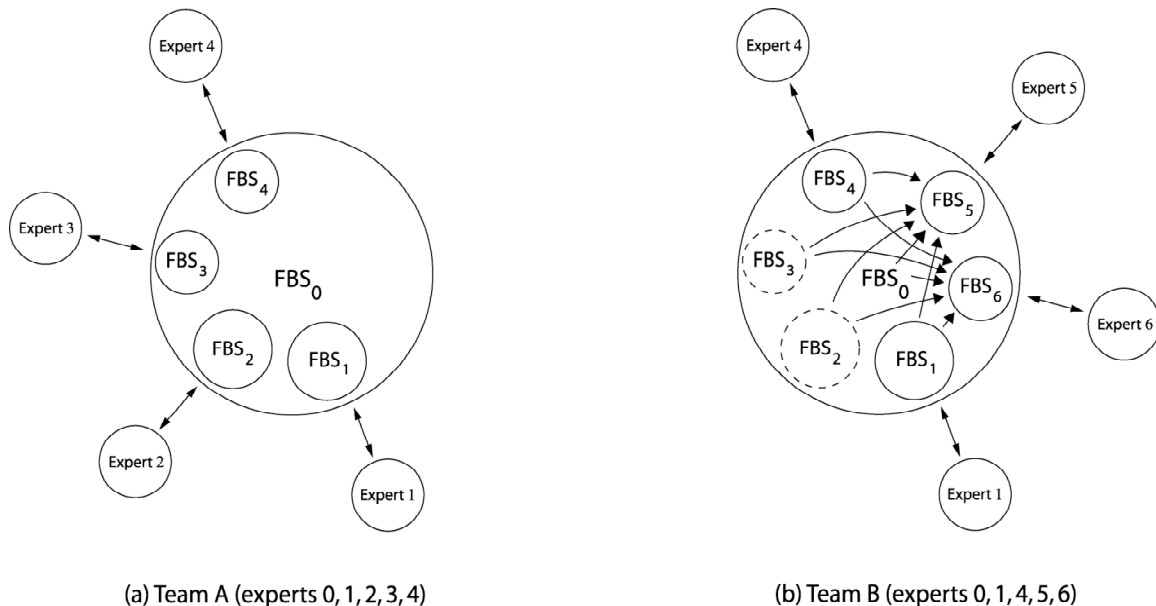 Expert 4
Expert 3
FBS4
FBS3
FBS0
FBS2
FBS1
Expert 2
Expert 1
(a) Team A (experts 0, 1, 2, 3, 4)
Expert 4
Expert 5
FBS4
FBS5
FBS3
FBS0
FBS6
FBS2
FBS1
Expert 6
Expert 1
(b) Team B (experts 0, 1, 4, 5, 6)